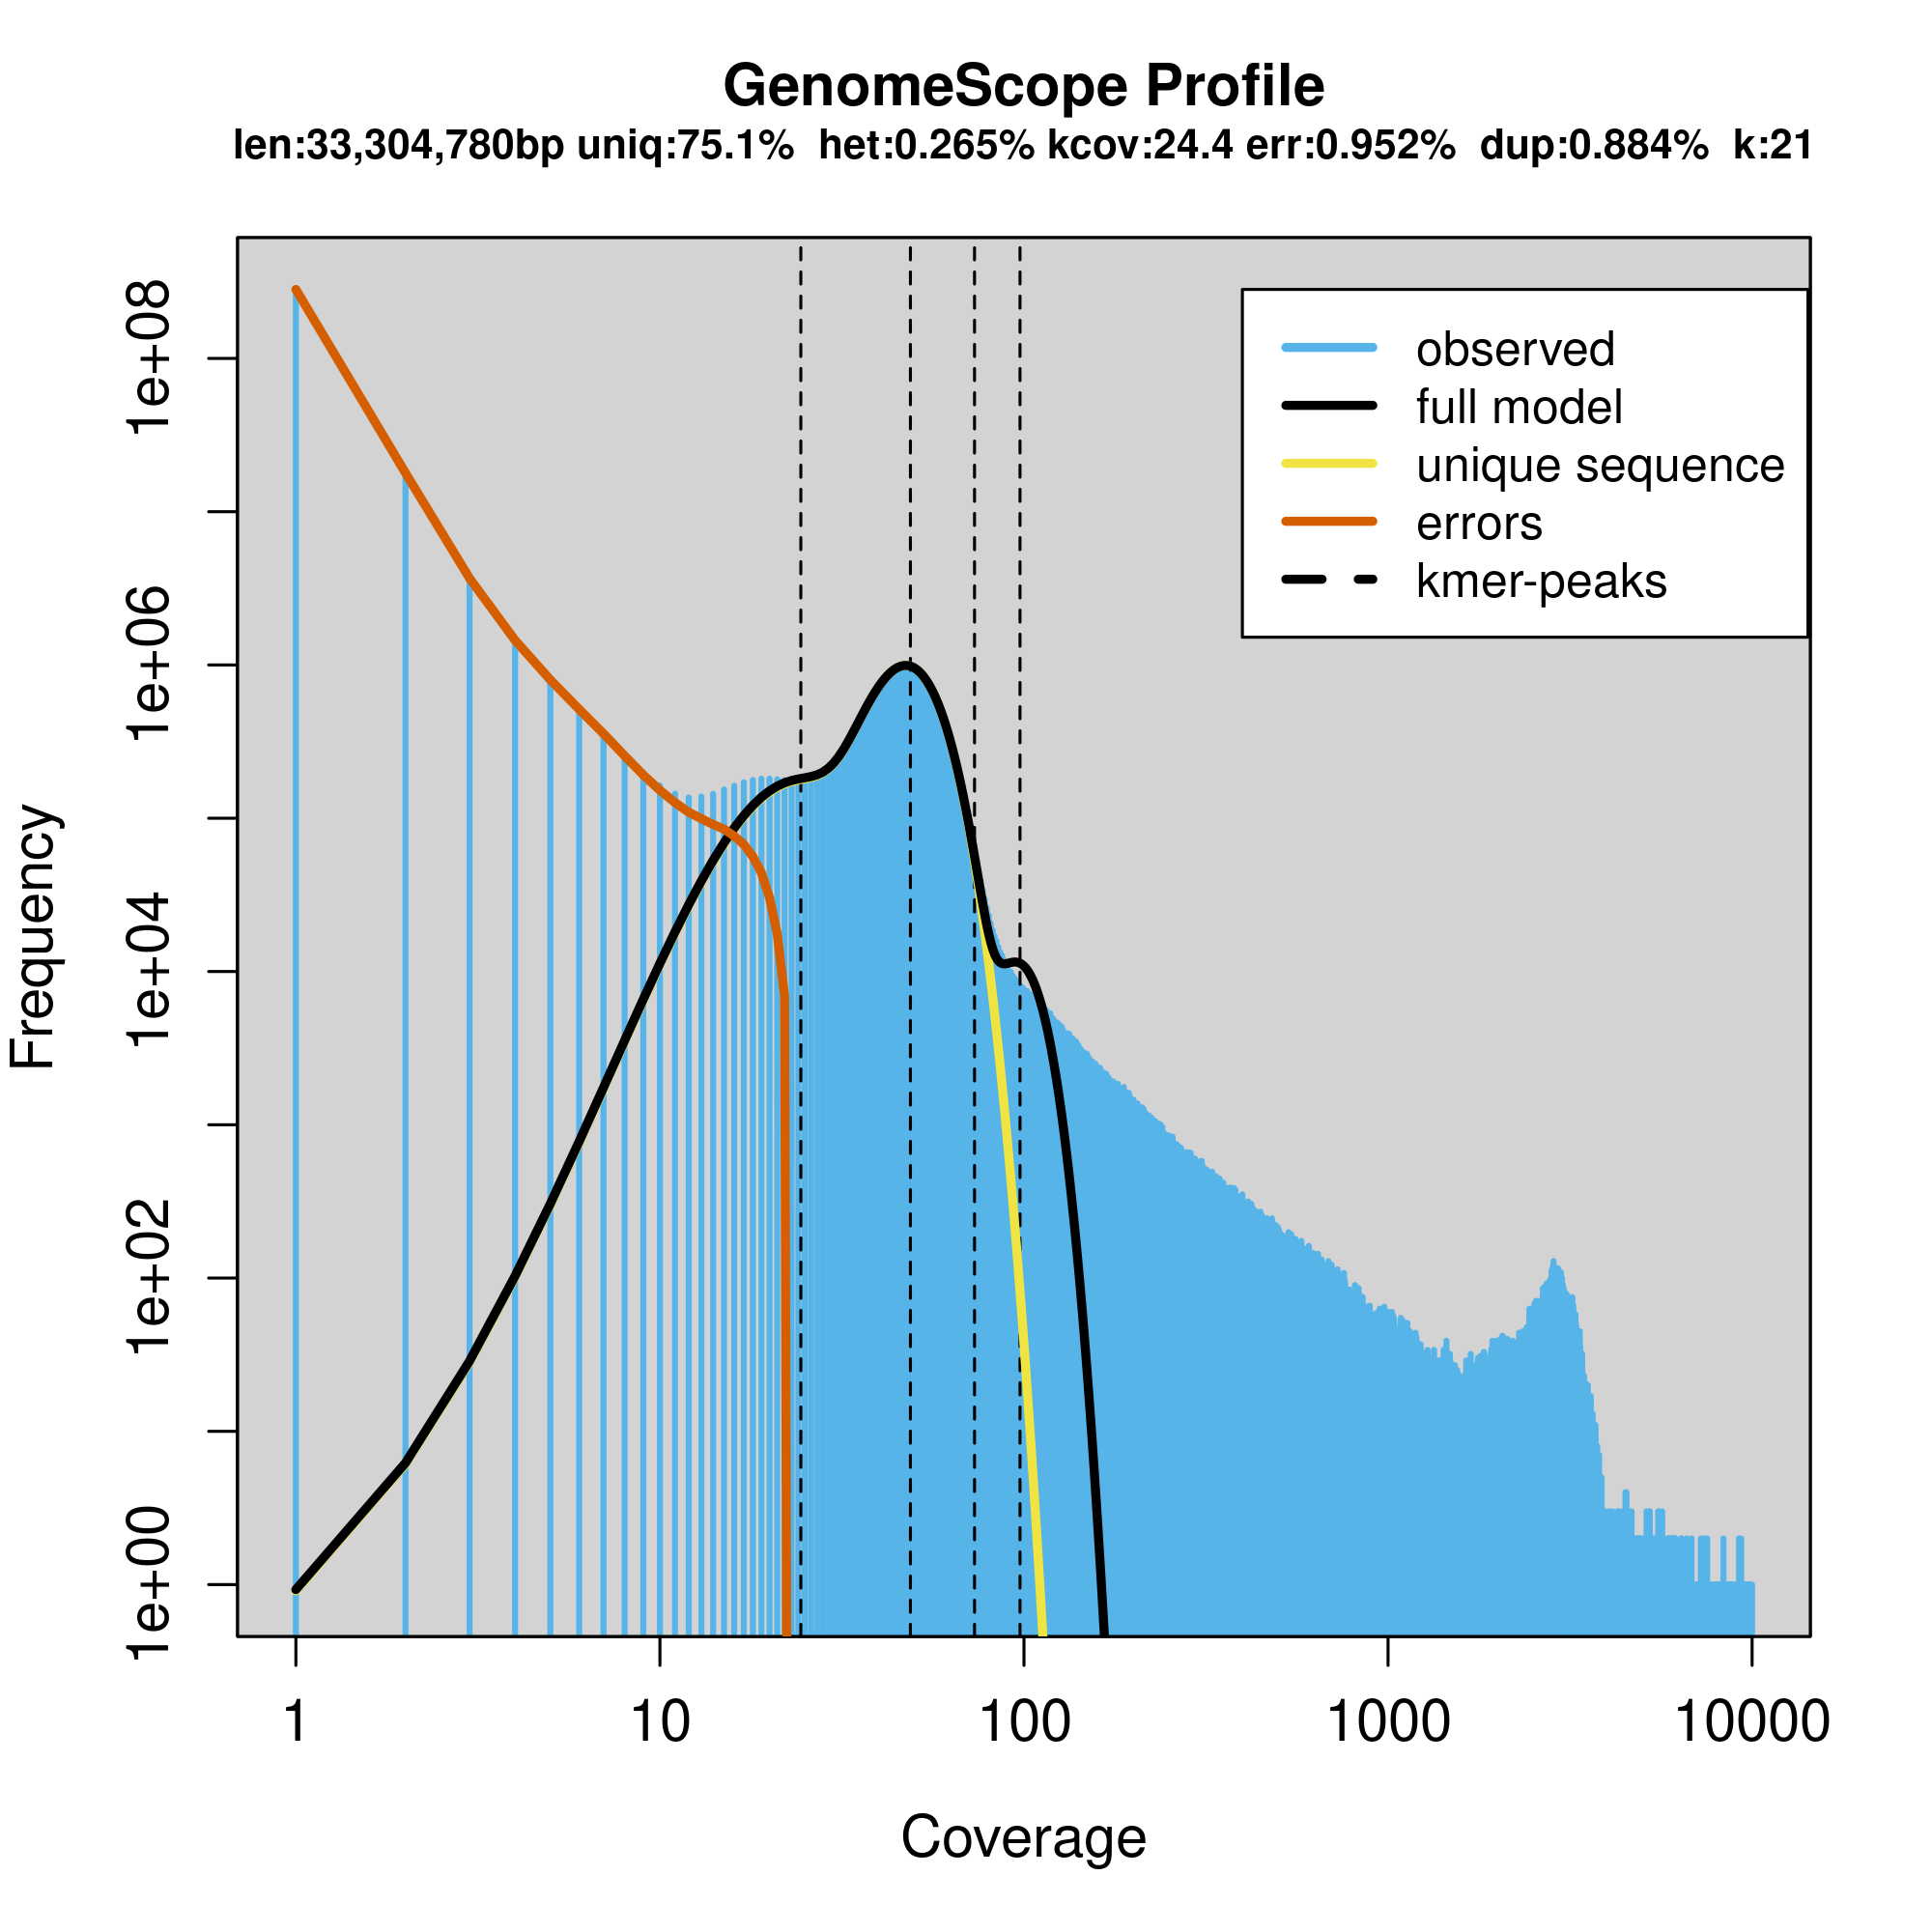 GenomeScope Profile
len:33,304,780bp uniq:75.1% het:0.265% kcov:24.4 err:0.952% dup:0.884% k:21
observed
full model
unique sequence
errors
kmer-peaks
Frequency
1e+08
1e+06
1e+04
1e+02
1e+00
1 10 100 1000 10000
Coverage